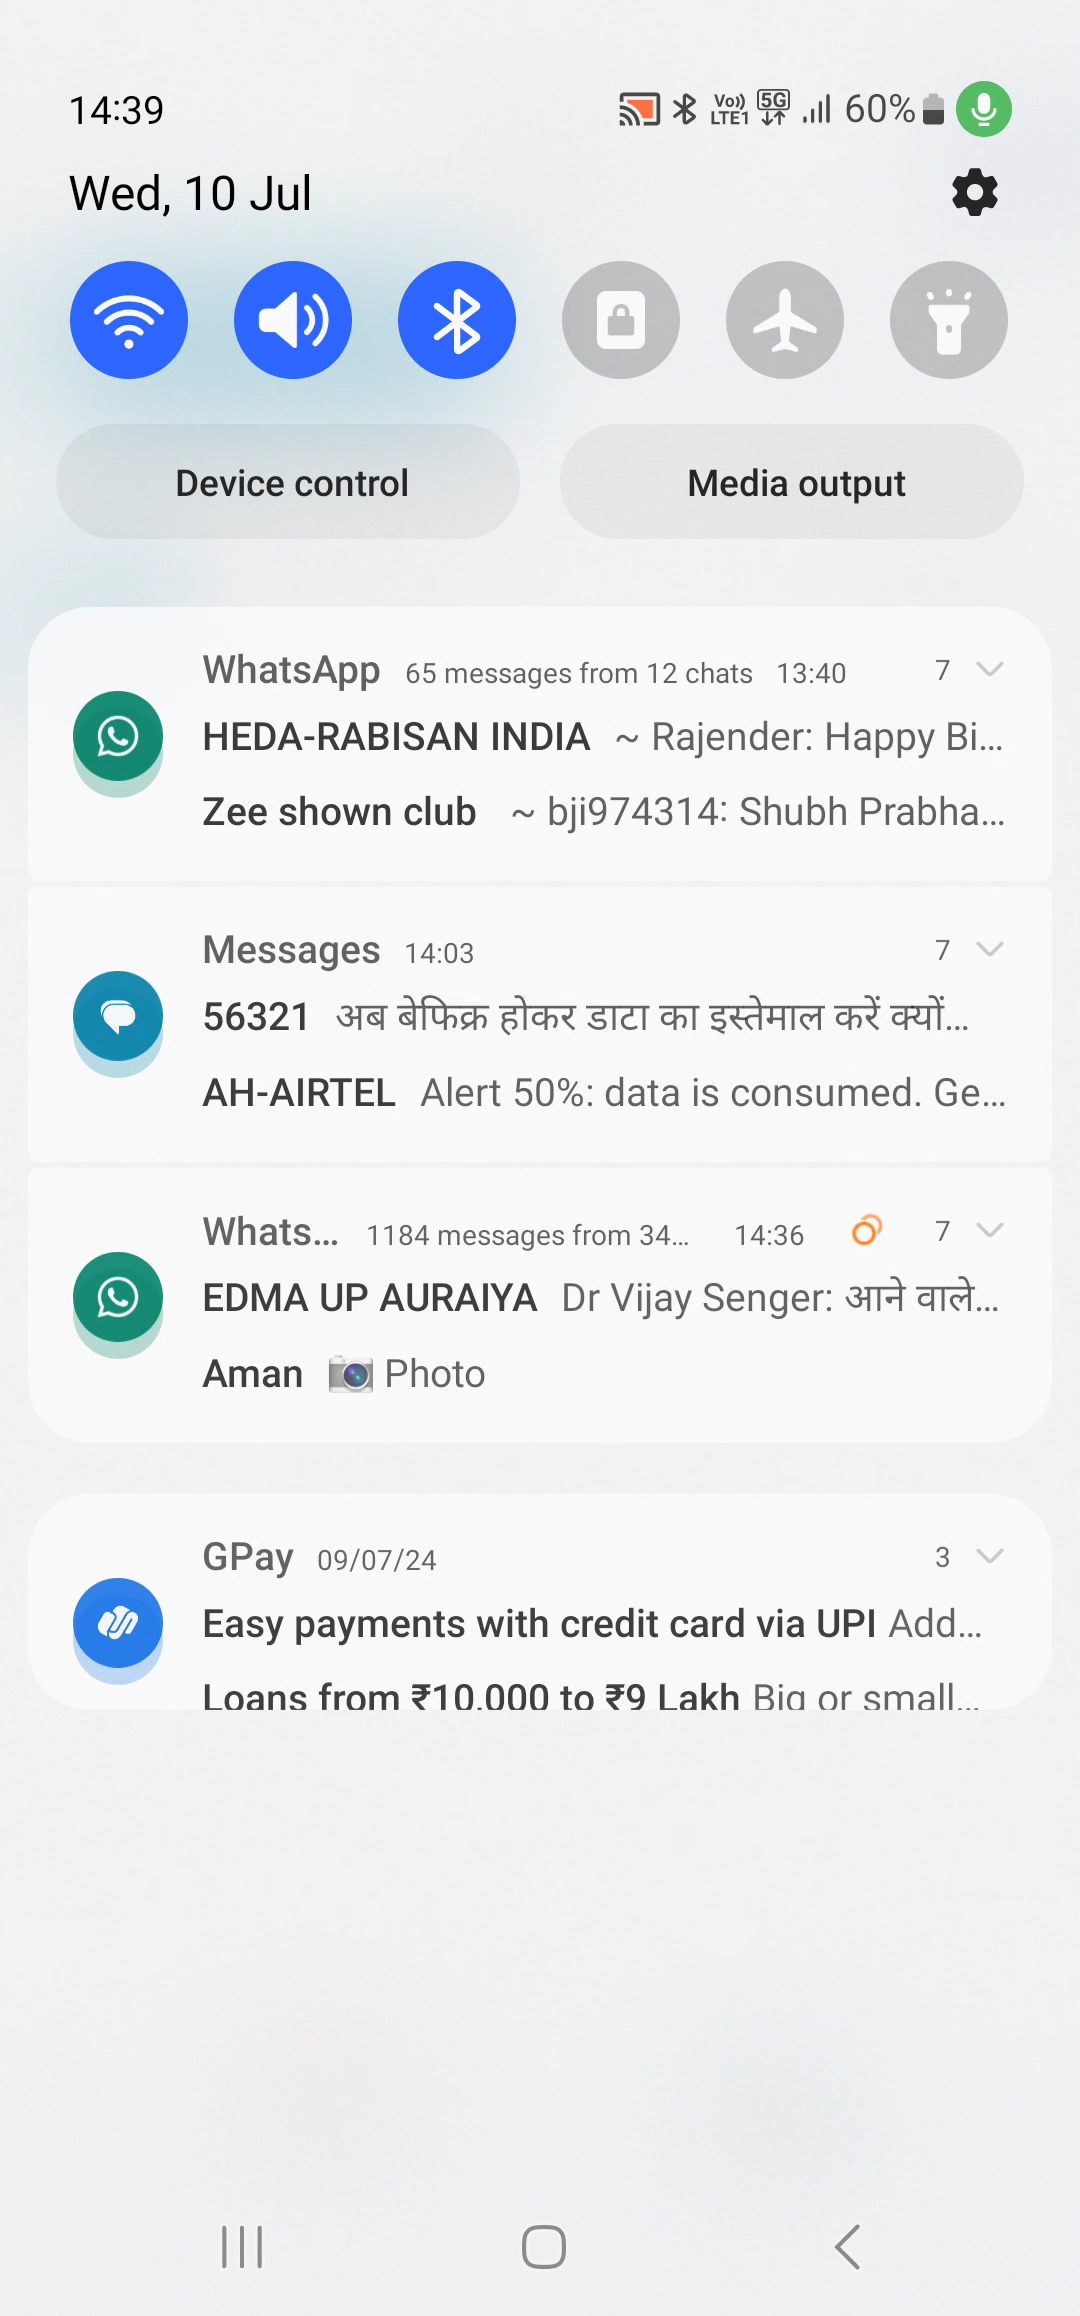 14:39 Vo)) LTE1 5G 60%
Wed, 10 Jul
Device control Media output
WhatsApp 65 messages from 12 chats 13:40 7
HEDA-RABISAN INDIA ~ Rajender: Happy Bi...
Zee shown club ~ bji974314: Shubh Prabha...
Messages 14:03 7
56321 अब बेफिक्र होकर डाटा का इस्तेमाल करें क्यों...
AH-AIRTEL Alert 50%: data is consumed. Ge...
Whats... 1184 messages from 34... 14:36 7
EDMA UP AURAIYA Dr Vijay Senger: आने वाले...
Aman Photo
GPay 09/07/24 3
Easy payments with credit card via UPI Add...
Loans from ₹10,000 to ₹9 Lakh Big or small...